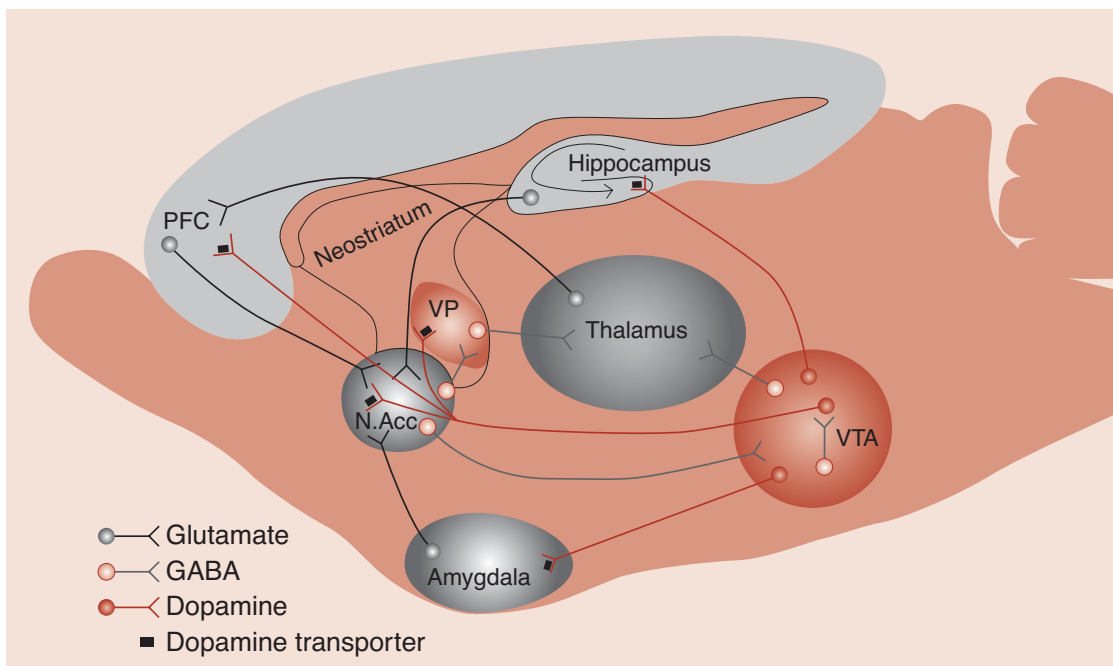 Hippocampus
PFC
Neostriatum
VP
Thalamus
N.Acc
VTA
Amygdala
Glutamate
GABA
Dopamine
Dopamine transporter